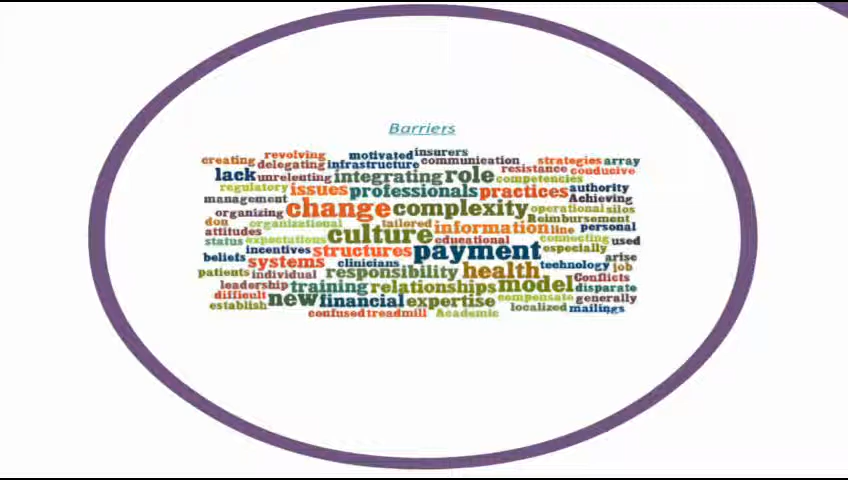 Barriers
creating revolving motivated insurers
delegating infrastructure communication strategies array
lack unrelenting integrating role resistance conducive
competencies
regulatory issues professionals practices authority
management Achieving
organizing change complexity operational silos
don organizational tailored information line Reimbursement personal
attitudes culture
status expectations educational connecting used
beliefs incentives structures payment especially
arise
systems clinicians technology job
patients individual responsibility health Conflicts
leadership training relationships model disparate
difficult new financial expertise compensate generally
establish localized mailings
confused treadmill Academic